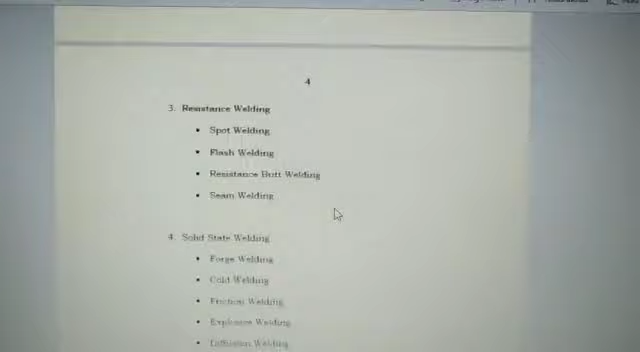 4
3. Resistance Welding
• Spot Welding
• Flash Welding
• Resistance Butt Welding
• Seam Welding
4. Solid State Welding
• Forge Welding
• Cold Welding
• Friction Welding
• Explosive Welding
• Diffusion Welding